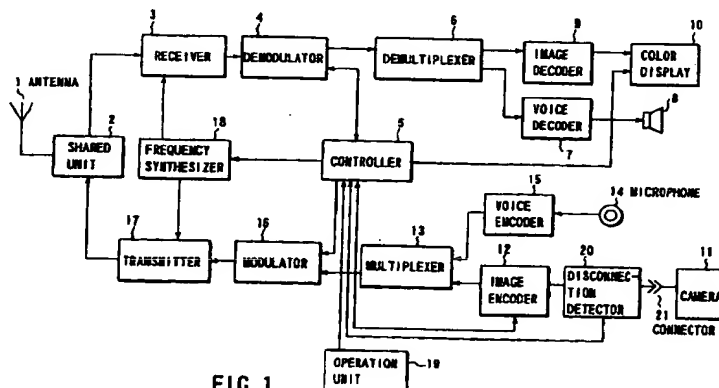 3
4
6
9
10
RECEIVER
DEMODULATOR
DEMULTIPLEXER
IMAGE
DECODER
COLOR
DISPLAY
1 ANTENNA
2
SHARED
UNIT
18
FREQUENCY
SYNTHESIZER
5
CONTROLLER
VOICE
DECODER
7
8
15
VOICE
ENCODER
14 MICROPHONE
17
TRANSMITTER
16
MODULATOR
13
MULTIPLEXER
12
IMAGE
ENCODER
20
DISCONNEC-
TION
DETECTOR
11
CAMERA
21
CONNECTOR
OPERATION
UNIT
19
FIG. 1